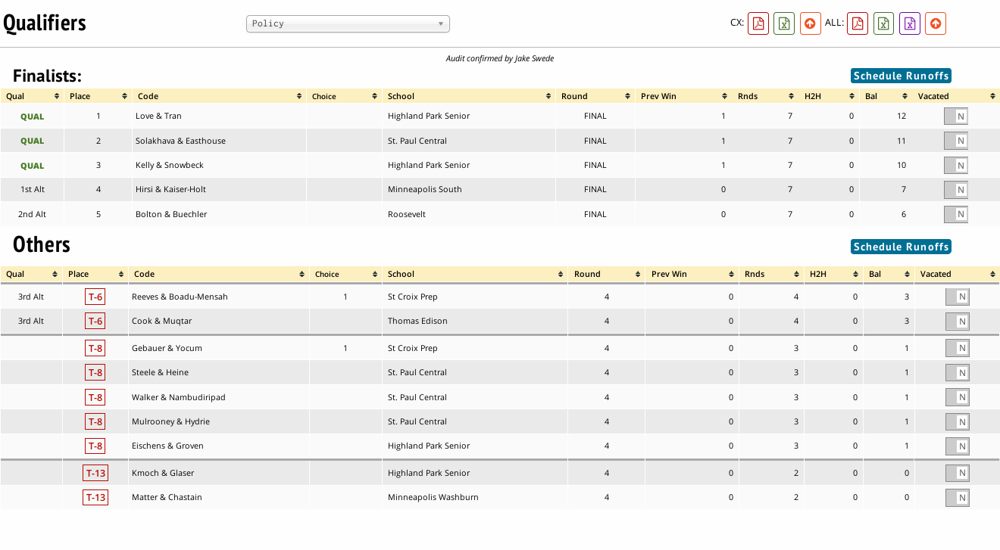 Qualifiers Policy CX: ALL:
Audit confirmed by Jake Swede
Finalists: Schedule Runoffs
Qual Place Code Choice School Round Prev Win Rnds H2H Bal Vacated
QUAL 1 Love & Tran Highland Park Senior FINAL 1 7 0 12 N
QUAL 2 Solakhava & Easthouse St. Paul Central FINAL 1 7 0 11 N
QUAL 3 Kelly & Snowbeck Highland Park Senior FINAL 1 7 0 10 N
1st Alt 4 Hirsi & Kaiser-Holt Minneapolis South FINAL 0 7 0 7 N
2nd Alt 5 Bolton & Buechler Roosevelt FINAL 0 7 0 6 N
Others Schedule Runoffs
Qual Place Code Choice School Round Prev Win Rnds H2H Bal Vacated
3rd Alt T-6 Reeves & Boadu-Mensah 1 St Croix Prep 4 0 4 0 3 N
3rd Alt T-6 Cook & Muqtar Thomas Edison 4 0 4 0 3 N
T-8 Gebauer & Yocum 1 St Croix Prep 4 0 3 0 1 N
T-8 Steele & Heine St. Paul Central 4 0 3 0 1 N
T-8 Walker & Nambudiripad St. Paul Central 4 0 3 0 1 N
T-8 Mulrooney & Hydrie St. Paul Central 4 0 3 0 1 N
T-8 Eischens & Groven Highland Park Senior 4 0 3 0 1 N
T-13 Kmoch & Glaser Highland Park Senior 4 0 2 0 0 N
T-13 Matter & Chastain Minneapolis Washburn 4 0 2 0 0 N